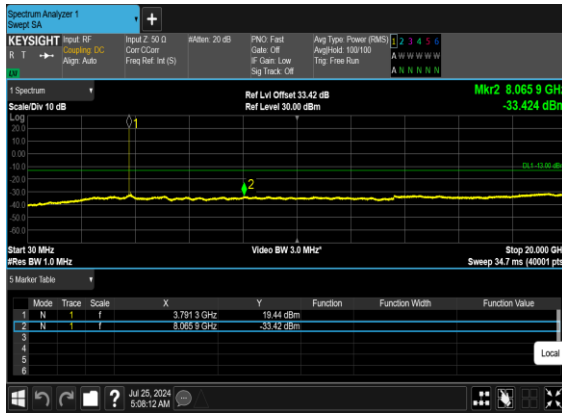 Spectrum Analyzer 1
Swept SA
+
KEYSIGHT Input: RF Input Z: 50 Ω #Atten: 20 dB PNO: Fast Avg Type: Power (RMS) 1 2 3 4 5 6
R T Coupling: DC Corr CCorr Gate: Off Avg|Hold: 100/100 A W W W W W
Align: Auto Freq Ref: Int (S) IF Gain: Low Trig: Free Run
LXI Sig Track: Off A N N N N N
1 Spectrum Ref Lvl Offset 33.42 dB Mkr2 8.065 9 GHz
Scale/Div 10 dB Ref Level 30.00 dBm -33.424 dBm
Log
1
20.0
10.0
0.00
-10.0 DL1 -13.00 dBm
-20.0
2
-30.0
-40.0
-50.0
-60.0
Start 30 MHz Video BW 3.0 MHz* Stop 20.000 GHz
#Res BW 1.0 MHz Sweep 34.7 ms (40001 pts)
5 Marker Table
Mode Trace Scale X Y Function Function Width Function Value
1 N 1 f 3.791 3 GHz 19.44 dBm
2 N 1 f 8.065 9 GHz -33.42 dBm
3
4
5
6
Local
? Jul 25, 2024
5:08:12 AM